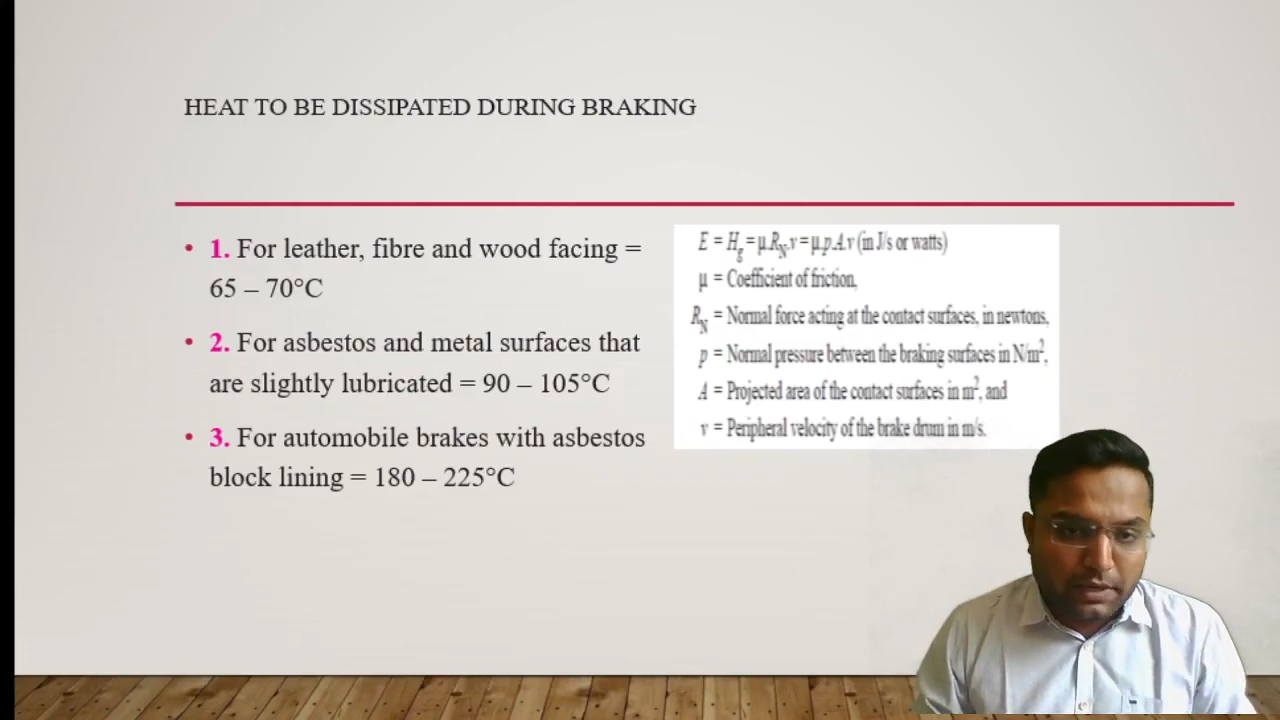 HEAT TO BE DISSIPATED DURING BRAKING
• 1. For leather, fibre and wood facing =
65 – 70°C
• 2. For asbestos and metal surfaces that
are slightly lubricated = 90 – 105°C
• 3. For automobile brakes with asbestos
block lining = 180 – 225°C
E = Hg = μ.RN.v = μ.p.A.v (in J/s or watts)
μ = Coefficient of friction,
RN = Normal force acting at the contact surfaces, in newtons,
p = Normal pressure between the braking surfaces in N/m²,
A = Projected area of the contact surfaces in m², and
v = Peripheral velocity of the brake drum in m/s.